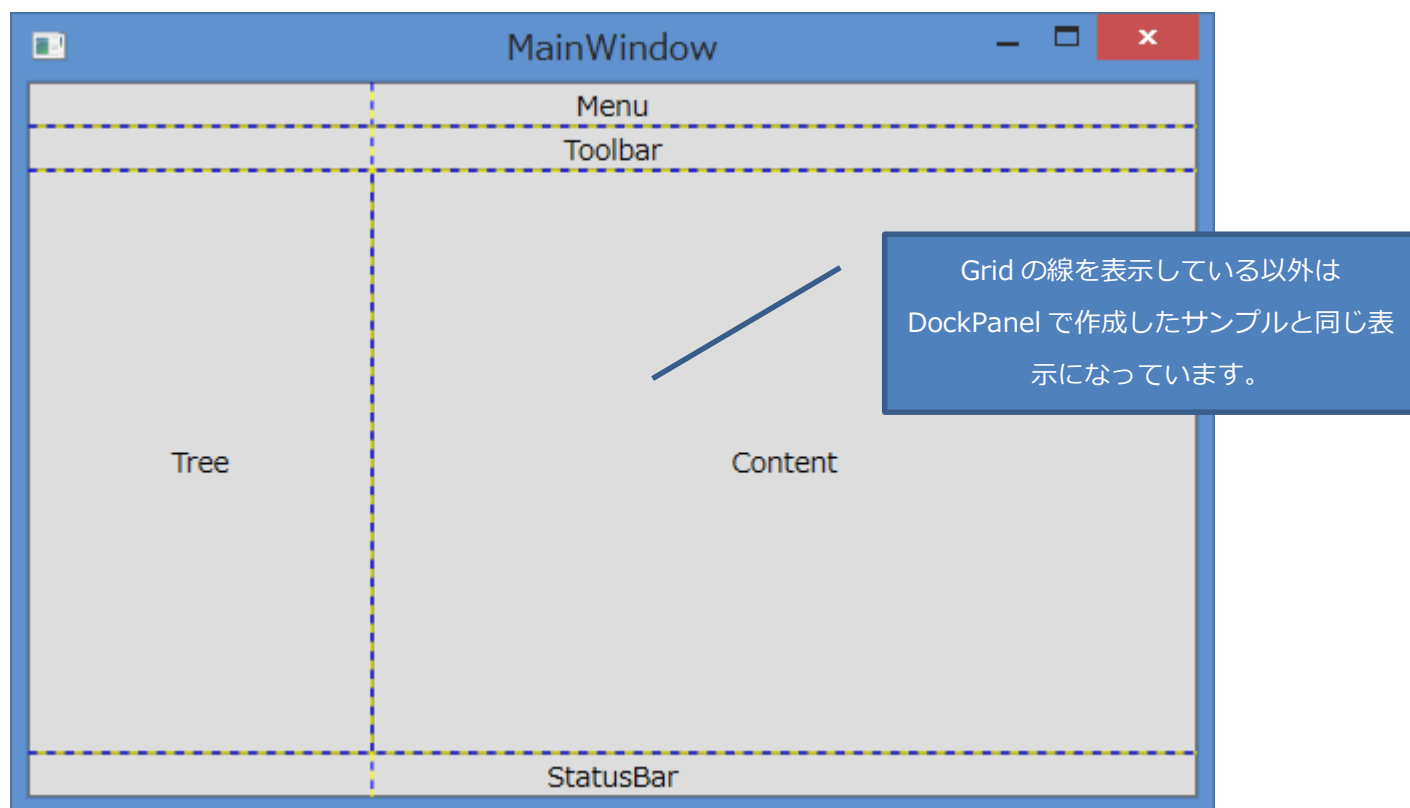 MainWindow
Menu
Toolbar
Grid の線を表示している以外は
DockPanel で作成したサンプルと同じ表
示になっています。
Tree
Content
StatusBar